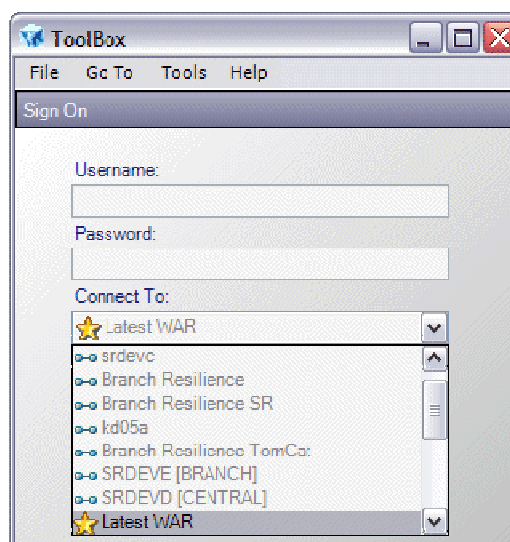 ToolBox
File Go To Tools Help
Sign On
Username:
Password:
Connect To:
Latest WAR
srdevc
Branch Resilience
Branch Resilience SR
kd05a
Branch Resilience TomCat
SRDEVE [BRANCH]
SRDEVD [CENTRAL]
Latest WAR